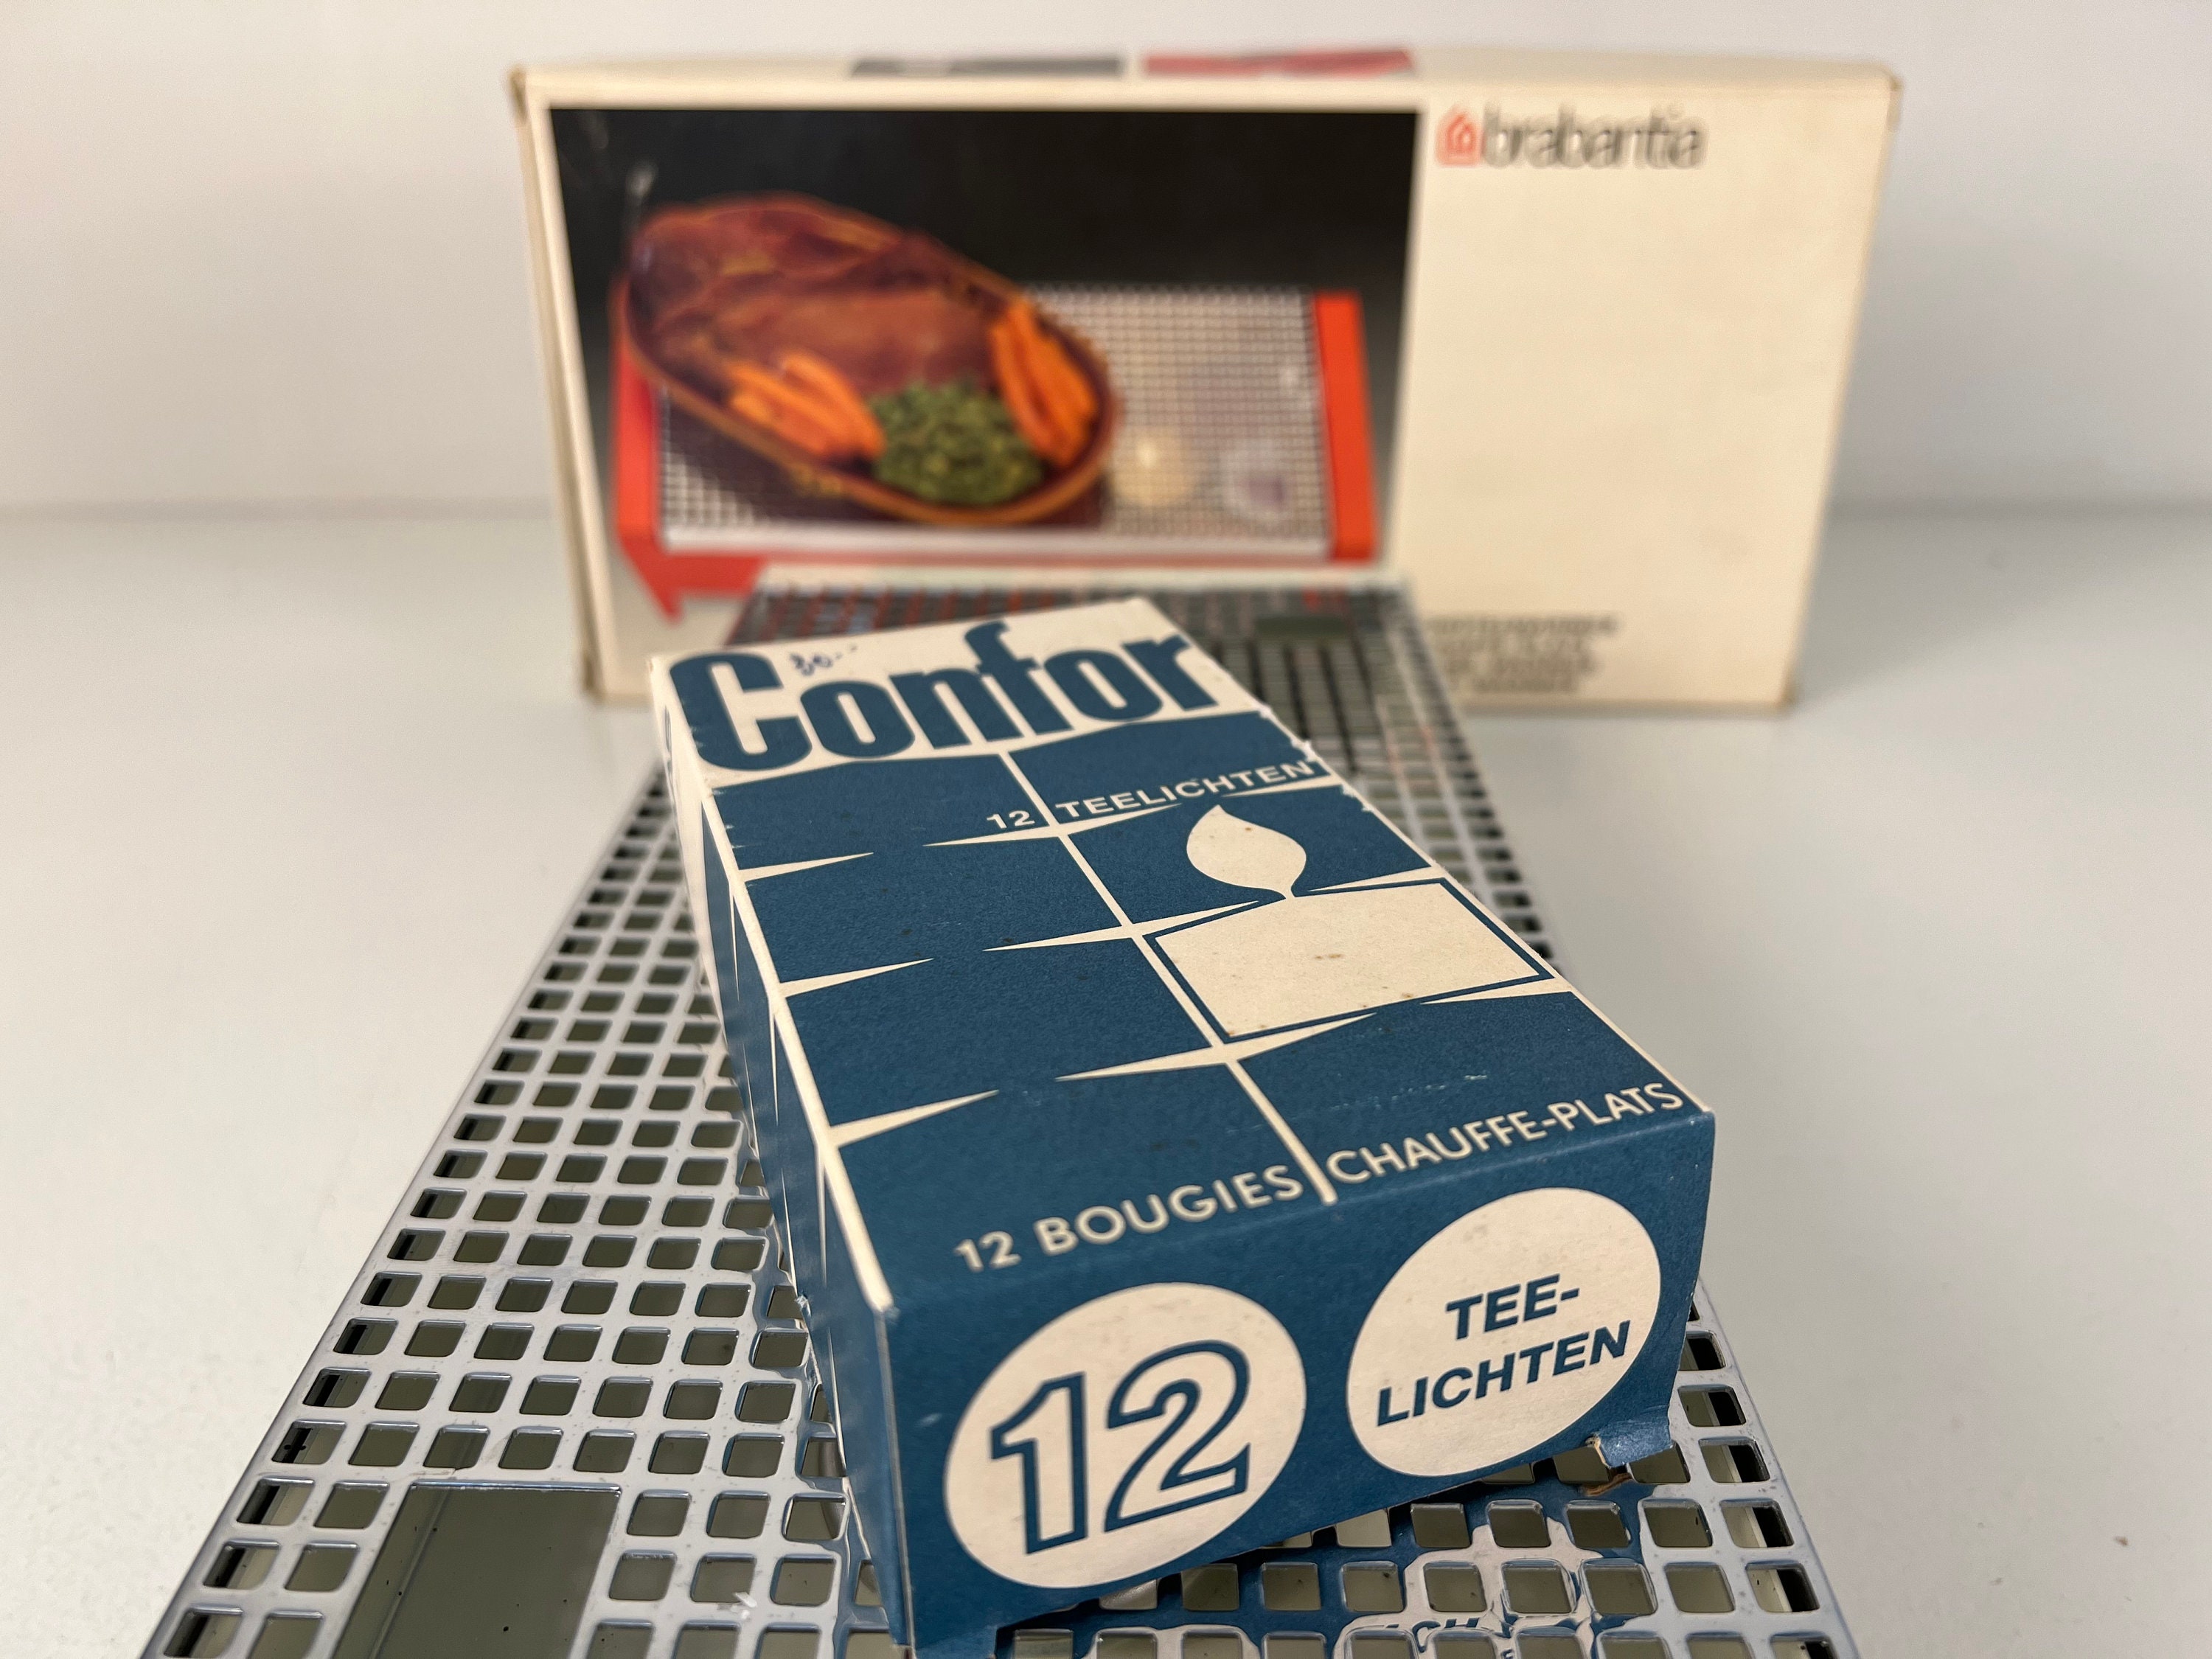 brabantia
Confor
12 TEELICHTEN
12 BOUGIES CHAUFFE-PLATS
12
TEE-
LICHTEN